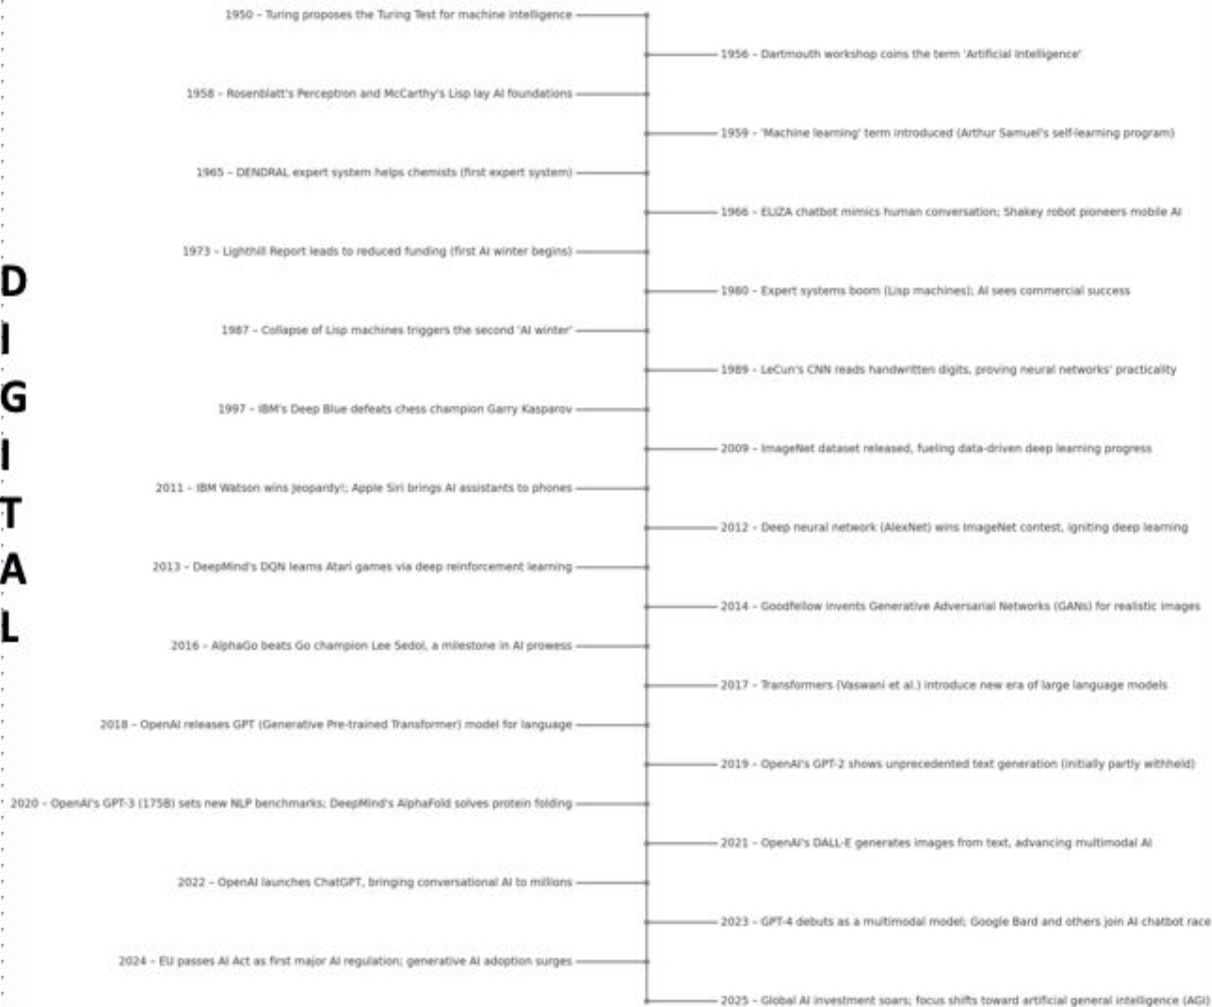 1950 – Turing proposes the Turing Test for machine intelligence
1956 – Dartmouth workshop coins the term 'Artificial Intelligence'
1958 – Rosenblatt's Perceptron and McCarthy's Lisp lay AI foundations
1959 – 'Machine learning' term introduced (Arthur Samuel's self-learning program)
1965 – DENDRAL expert system helps chemists (first expert system)
1966 – ELIZA chatbot mimics human conversation; Shakey robot pioneers mobile AI
1973 – Lighthill Report leads to reduced funding (first AI winter begins)
1980 – Expert systems boom (Lisp machines); AI sees commercial success
1987 – Collapse of Lisp machines triggers the second 'AI winter'
1989 – LeCun's CNN reads handwritten digits, proving neural networks' practicality
1997 – IBM's Deep Blue defeats chess champion Garry Kasparov
2009 – ImageNet dataset released, fueling data-driven deep learning progress
2011 – IBM Watson wins Jeopardy!; Apple Siri brings AI assistants to phones
2012 – Deep neural network (AlexNet) wins ImageNet contest, igniting deep learning
2013 – DeepMind's DQN learns Atari games via deep reinforcement learning
2014 – Goodfellow invents Generative Adversarial Networks (GANs) for realistic images
2016 – AlphaGo beats Go champion Lee Sedol, a milestone in AI prowess
2017 – Transformers (Vaswani et al.) introduce new era of large language models
2018 – OpenAI releases GPT (Generative Pre-trained Transformer) model for language
2019 – OpenAI's GPT-2 shows unprecedented text generation (initially partly withheld)
2020 – OpenAI's GPT-3 (175B) sets new NLP benchmarks; DeepMind's AlphaFold solves protein folding
2021 – OpenAI's DALL-E generates images from text, advancing multimodal AI
2022 – OpenAI launches ChatGPT, bringing conversational AI to millions
2023 – GPT-4 debuts as a multimodal model; Google Bard and others join AI chatbot race
2024 – EU passes AI Act as first major AI regulation; generative AI adoption surges
2025 – Global AI investment soars; focus shifts toward artificial general intelligence (AGI)
D
I
G
I
T
A
L